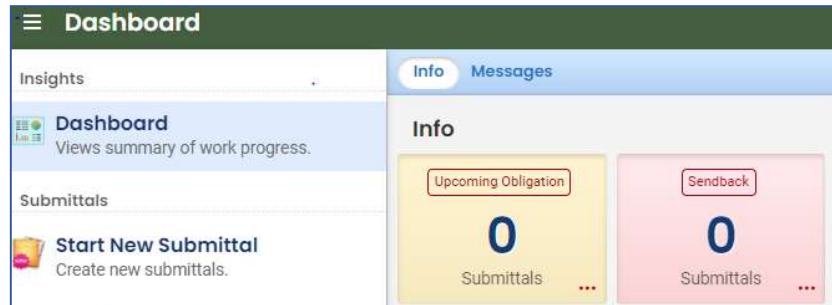 Dashboard
Insights
Dashboard
Views summary of work progress.
Submittals
Start New Submittal
Create new submittals.
Info Messages
Info
Upcoming Obligation
0
Submittals
Sendback
0
Submittals